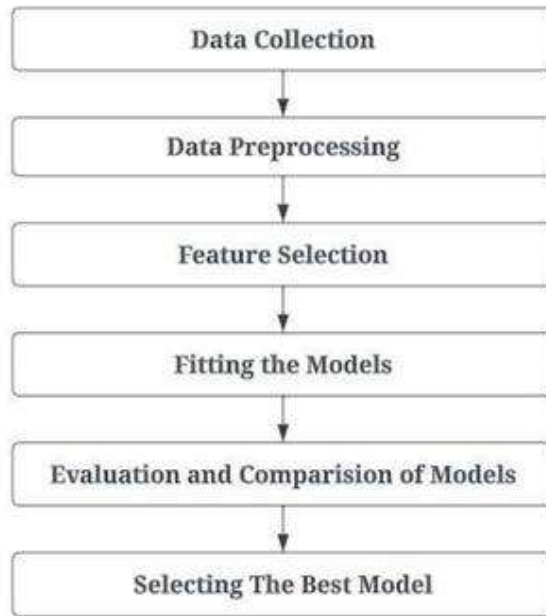 Data Collection
Data Preprocessing
Feature Selection
Fitting the Models
Evaluation and Comparision of Models
Selecting The Best Model